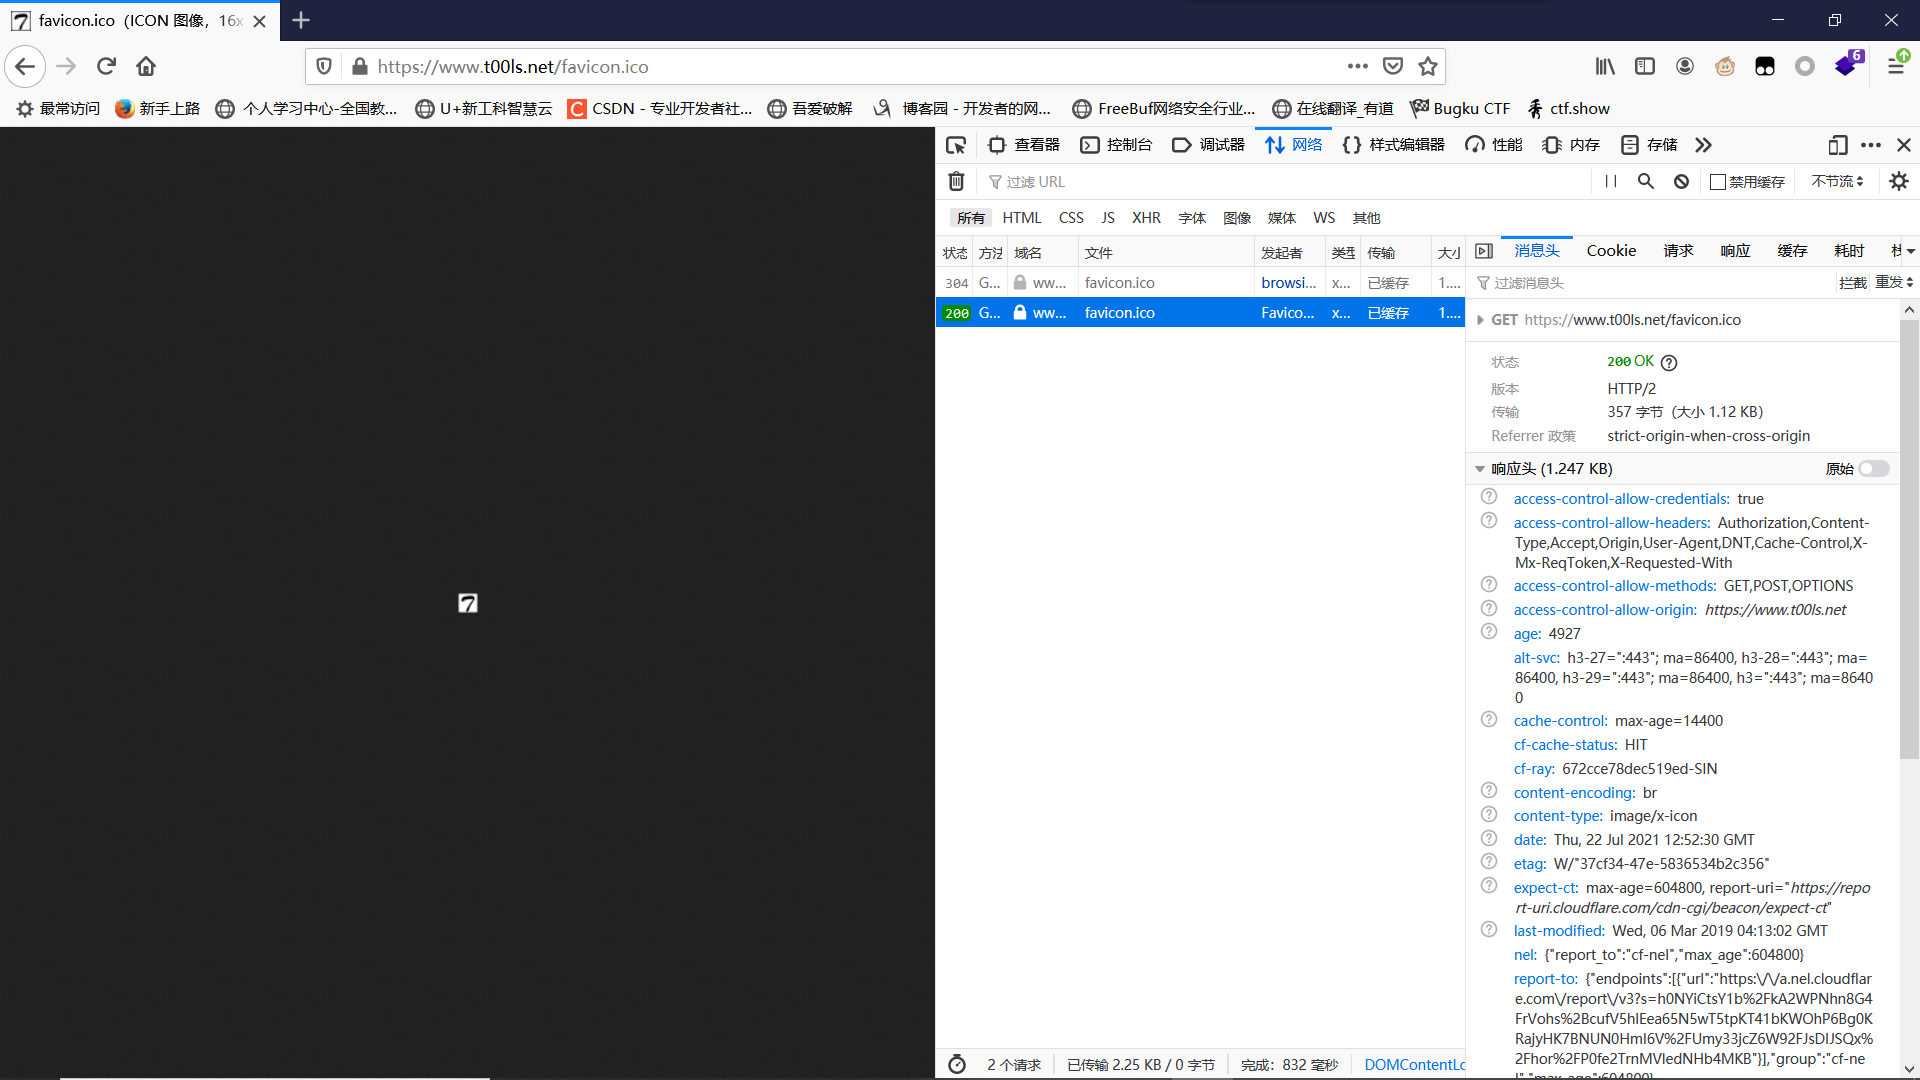 favicon.ico（ICON 图像，16x
https://www.t00ls.net/favicon.ico
6
最常访问 新手上路 个人学习中心-全国教... U+新工科智慧云 CSDN - 专业开发者社... 吾爱破解 博客园 - 开发者的网... FreeBuf网络安全行业... 在线翻译_有道 Bugku CTF ctf.show
查看器 控制台 调试器 网络 样式编辑器 性能 内存 存储
过滤 URL 禁用缓存 不节流
所有 HTML CSS JS XHR 字体 图像 媒体 WS 其他
状态 方法 域名 文件 发起者 类型 传输 大小
304 G... ww... favicon.ico browsi... x... 已缓存 1....
200 G... ww... favicon.ico Favico... x... 已缓存 1....
消息头 Cookie 请求 响应 缓存 耗时
过滤消息头 拦截 重发
GET https://www.t00ls.net/favicon.ico
状态 200 OK
版本 HTTP/2
传输 357 字节（大小 1.12 KB）
Referrer 政策 strict-origin-when-cross-origin
响应头 (1.247 KB) 原始
access-control-allow-credentials: true
access-control-allow-headers: Authorization,Content-
Type,Accept,Origin,User-Agent,DNT,Cache-Control,X-
Mx-ReqToken,X-Requested-With
access-control-allow-methods: GET,POST,OPTIONS
access-control-allow-origin: https://www.t00ls.net
age: 4927
alt-svc: h3-27=":443"; ma=86400, h3-28=":443"; ma=
86400, h3-29=":443"; ma=86400, h3=":443"; ma=8640
0
cache-control: max-age=14400
cf-cache-status: HIT
cf-ray: 672cce78dec519ed-SIN
content-encoding: br
content-type: image/x-icon
date: Thu, 22 Jul 2021 12:52:30 GMT
etag: W/"37cf34-47e-5836534b2c356"
expect-ct: max-age=604800, report-uri="https://repo
rt-uri.cloudflare.com/cdn-cgi/beacon/expect-ct"
last-modified: Wed, 06 Mar 2019 04:13:02 GMT
nel: {"report_to":"cf-nel","max_age":604800}
report-to: {"endpoints":[{"url":"https:\/\/a.nel.cloudflar
e.com\/report\/v3?s=h0NYiCtsY1b%2FkA2WPNhn8G4
FrVohs%2BcufV5hIEea65N5wT5tpKT41bKWOhP6Bg0K
RajyHK7BNUN0HmI6V%2FUmy33jcZ6W92FJsDIJSQx%
2Fhor%2FP0fe2TrnMVIedNHb4MKB"}],"group":"cf-ne
l","max_age":604800}
2 个请求 已传输 2.25 KB / 0 字节 完成：832 毫秒 DOMContentLo
7